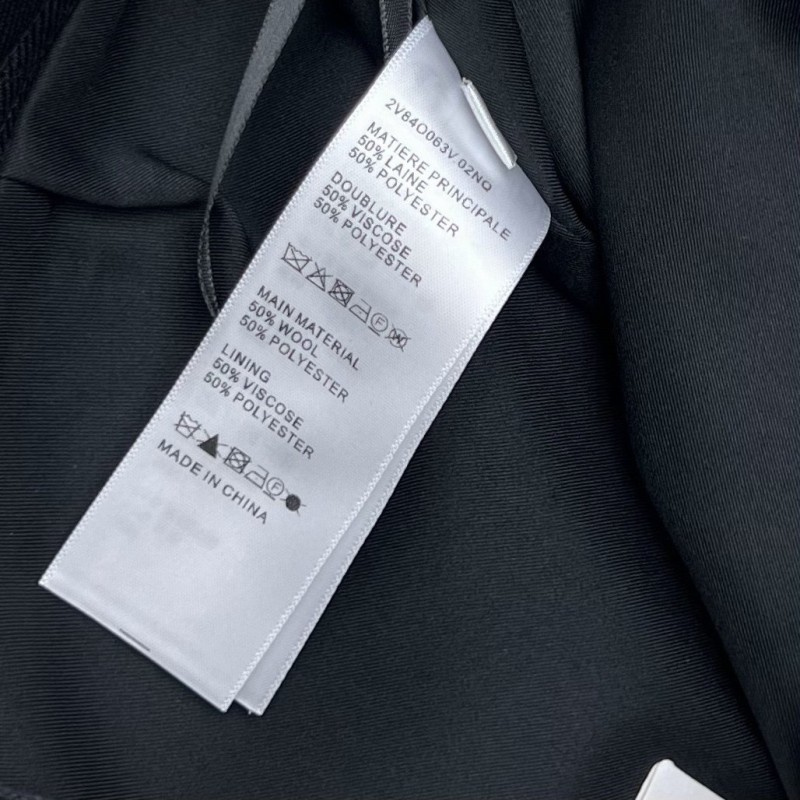 2V84O063V.02NO
MATIERE PRINCIPALE
50% LAINE
50% POLYESTER
DOUBLURE
50% VISCOSE
50% POLYESTER
F W
MAIN MATERIAL
50% WOOL
50% POLYESTER
LINING
50% VISCOSE
50% POLYESTER
F
MADE IN CHINA